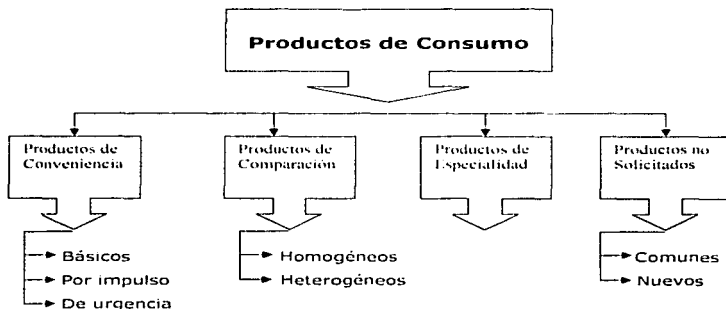 Productos de Consumo
Productos de
Conveniencia
Productos de
Comparación
Productos de
Especialidad
Productos no
Solicitados
Básicos
Por impulso
De urgencia
Homogéneos
Heterogéneos
Comunes
Nuevos